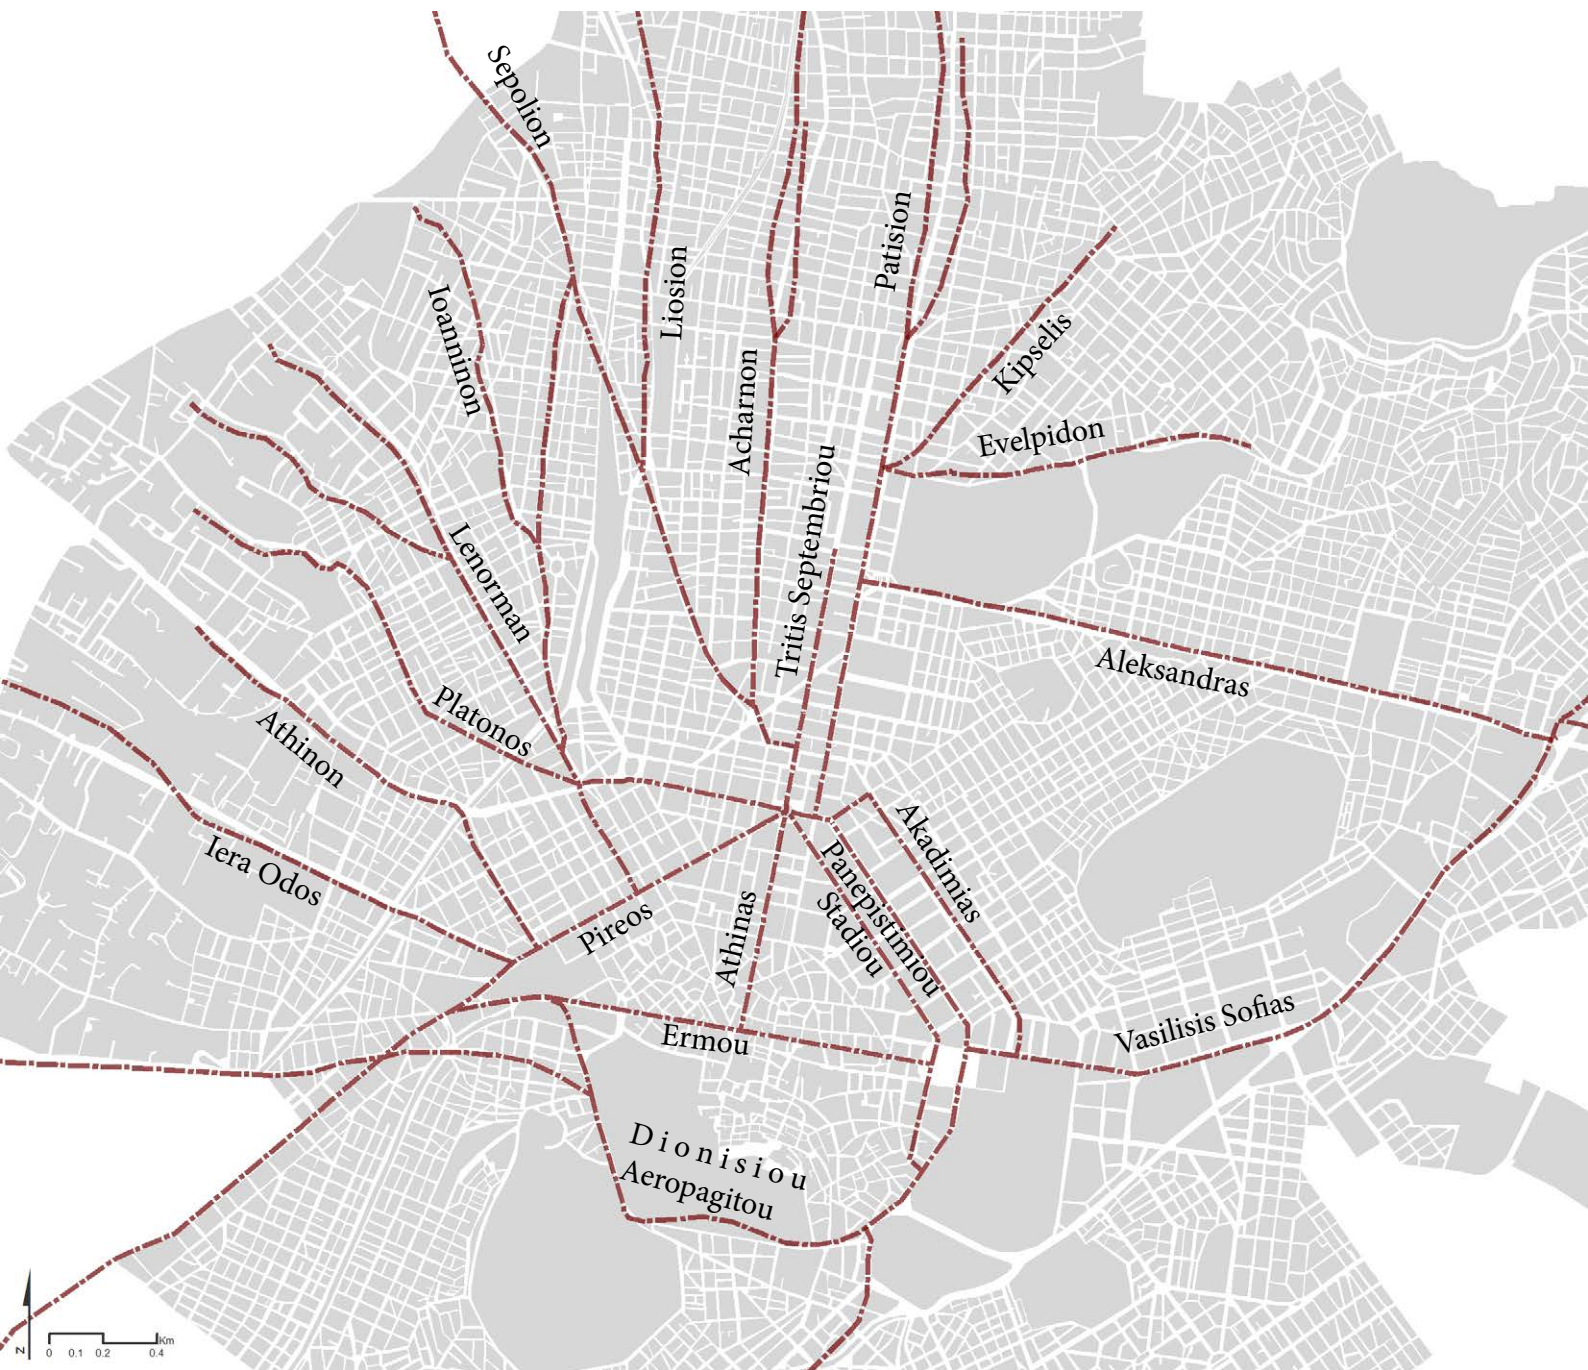 Sepolion
Liosion
Patision
Ioanninon
Kipselis
Acharnon
Evelpidon
Tritis Septembriou
Lenorman
Aleksandras
Platonos
Athinon
Akadimias
Panepistimiou
Iera Odos
Stadiou
Pireos
Athinas
Vasilisis Sofias
Ermou
Dionisiou
Aeropagitou
N
Km
0 0.1 0.2 0.4